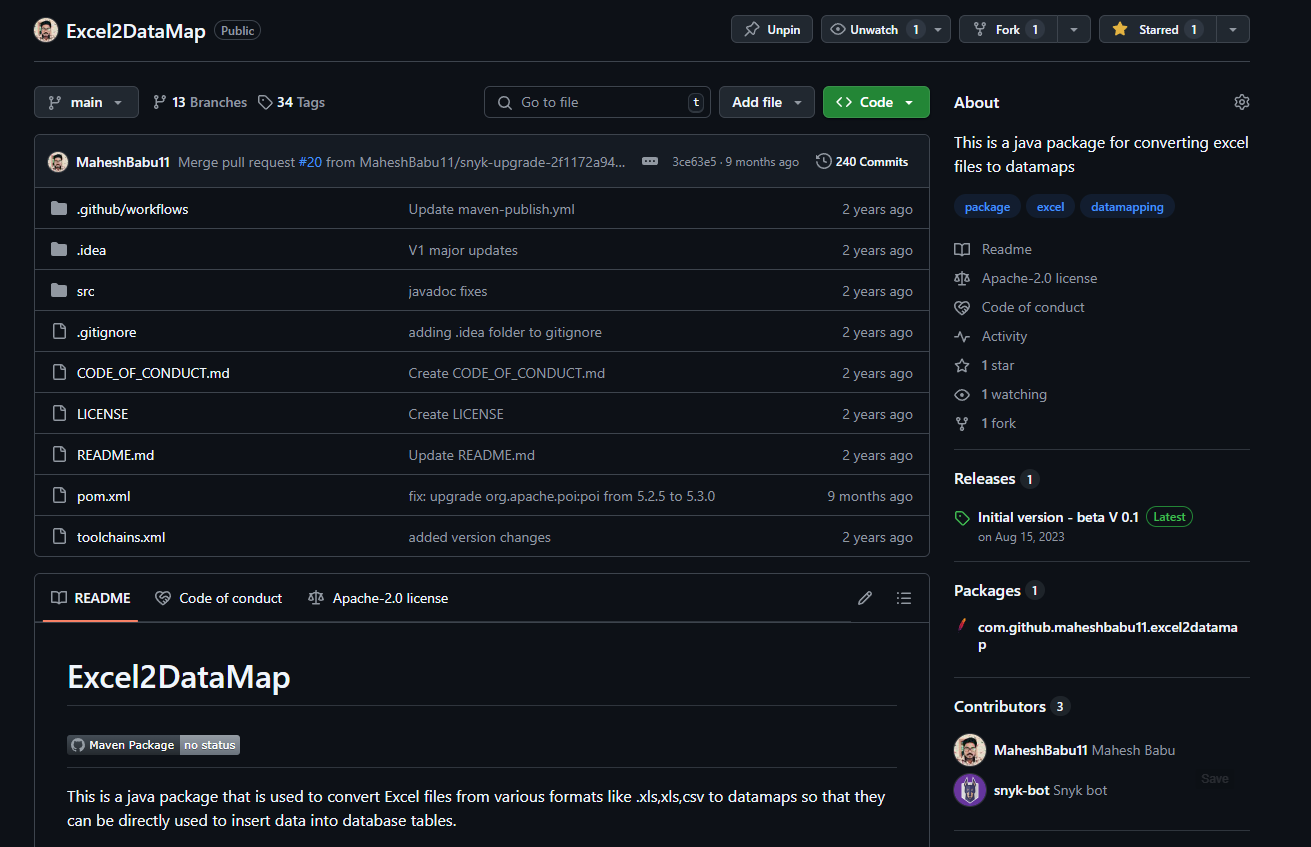 Excel2DataMap Public Unpin Unwatch 1 Fork 1 Starred 1
main 13 Branches 34 Tags Go to file t Add file Code
MaheshBabu11 Merge pull request #20 from MaheshBabu11/snyk-upgrade-2f1172a94... 3ce63e5 · 9 months ago 240 Commits
.github/workflows Update maven-publish.yml 2 years ago
.idea V1 major updates 2 years ago
src javadoc fixes 2 years ago
.gitignore adding .idea folder to gitignore 2 years ago
CODE_OF_CONDUCT.md Create CODE_OF_CONDUCT.md 2 years ago
LICENSE Create LICENSE 2 years ago
README.md Update README.md 2 years ago
pom.xml fix: upgrade org.apache.poi:poi from 5.2.5 to 5.3.0 9 months ago
toolchains.xml added version changes 2 years ago
README Code of conduct Apache-2.0 license
Excel2DataMap
Maven Package no status
This is a java package that is used to convert Excel files from various formats like .xls,xls,csv to datamaps so that they
can be directly used to insert data into database tables.
About
This is a java package for converting excel
files to datamaps
package excel datamapping
Readme
Apache-2.0 license
Code of conduct
Activity
1 star
1 watching
1 fork
Releases 1
Initial version - beta V 0.1 Latest
on Aug 15, 2023
Packages 1
com.github.maheshbabu11.excel2datama
p
Contributors 3
MaheshBabu11 Mahesh Babu
Save
snyk-bot Snyk bot